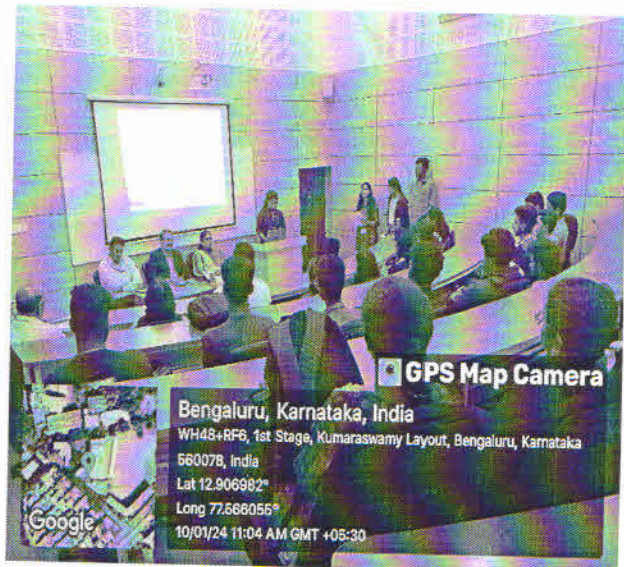 GPS Map Camera
Bengaluru, Karnataka, India
WH48+RF6, 1st Stage, Kumaraswamy Layout, Bengaluru, Karnataka
560078, India
Lat 12.906982°
Long 77.566055°
10/01/24 11:04 AM GMT +05:30
Google